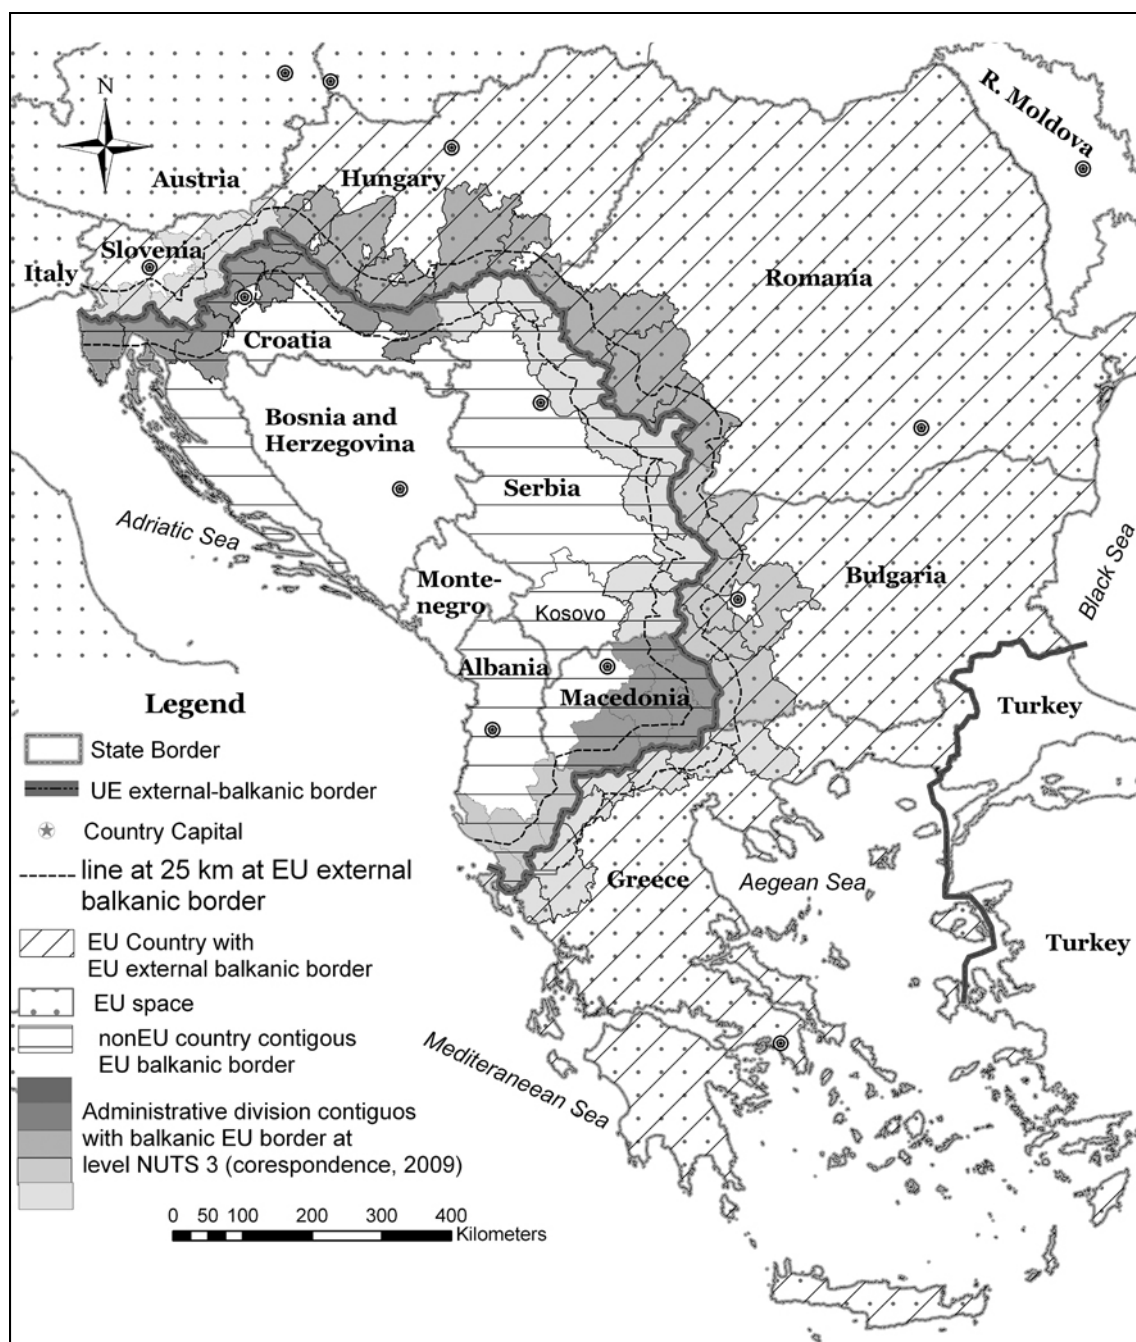 N
R. Moldova
Austria
Hungary
Slovenia
Italy
Romania
Croatia
Bosnia and
Herzegovina
Serbia
Adriatic Sea
Monte-
negro
Kosovo
Bulgaria
Black Sea
Albania
Macedonia
Turkey
Greece
Aegean Sea
Turkey
Mediteraneean Sea
Legend
State Border
UE external-balkanic border
Country Capital
line at 25 km at EU external
balkanic border
EU Country with
EU external balkanic border
EU space
nonEU country contigous
EU balkanic border
Administrative division contiguos
with balkanic EU border at
level NUTS 3 (corespondence, 2009)
0 50 100 200 300 400
Kilometers